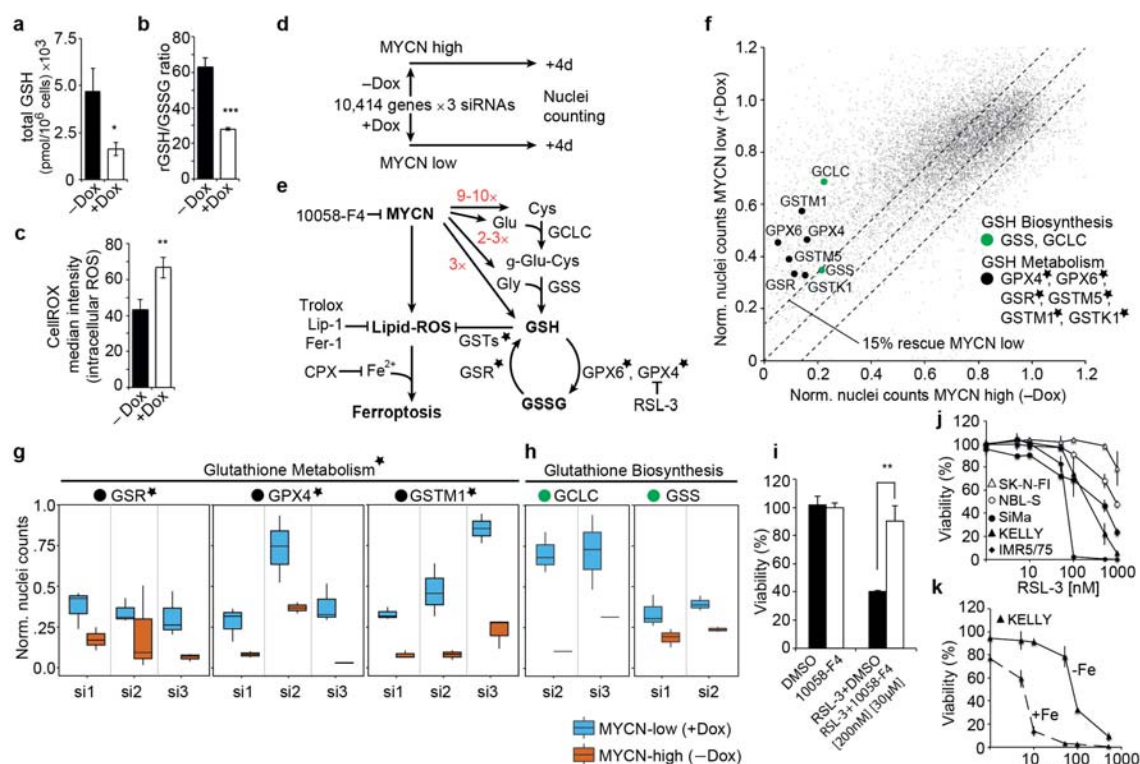 a
total GSH
(pmol/10⁶ cells) ×10³
7.5
5.0
2.5
0
*
−Dox
+Dox
b
rGSH/GSSG ratio
80
60
40
20
0
***
−Dox
+Dox
c
CellROX
median intensity
(intracellular ROS)
80
60
40
20
0
**
−Dox
+Dox
d
MYCN high
+4d
−Dox
10,414 genes ×3 siRNAs
+Dox
Nuclei
counting
+4d
MYCN low
e
10058-F4
MYCN
9-10×
Cys
Glu
GCLC
2-3×
g-Glu-Cys
3×
Gly
GSS
Trolox
Lip-1
Fer-1
Lipid-ROS
GSTs★
GSH
CPX
Fe²⁺
GSR★
GPX6★, GPX4★
RSL-3
Ferroptosis
GSSG
f
Norm. nuclei counts MYCN low (+Dox)
1.2
1.0
0.8
0.6
0.4
0.2
0
0 0.2 0.4 0.6 0.8 1.0 1.2
Norm. nuclei counts MYCN high (−Dox)
GCLC
GSTM1
GPX6
GPX4
GSTM5
GSS
GSR
GSTK1
15% rescue MYCN low
GSH Biosynthesis
GSS, GCLC
GSH Metabolism
GPX4★, GPX6★,
GSR★, GSTM5★,
GSTM1★, GSTK1★
g
Glutathione Metabolism★
GSR★
GPX4★
GSTM1★
Norm. nuclei counts
1.0
.75
0.5
0.25
0.0
si1 si2 si3
si1 si2 si3
si1 si2 si3
h
Glutathione Biosynthesis
GCLC
GSS
si2 si3
si1 si2
MYCN-low (+Dox)
MYCN-high (−Dox)
i
Viability (%)
120
100
80
60
40
20
0
**
DMSO
10058-F4
RSL-3+DMSO
RSL-3+10058-F4
[200nM] [30µM]
j
Viability (%)
120
100
80
60
40
20
0
SK-N-FI
NBL-S
SiMa
KELLY
IMR5/75
10 100 1000
RSL-3 [nM]
k
KELLY
Viability (%)
120
100
80
60
40
20
0
-Fe
+Fe
10 100 1000